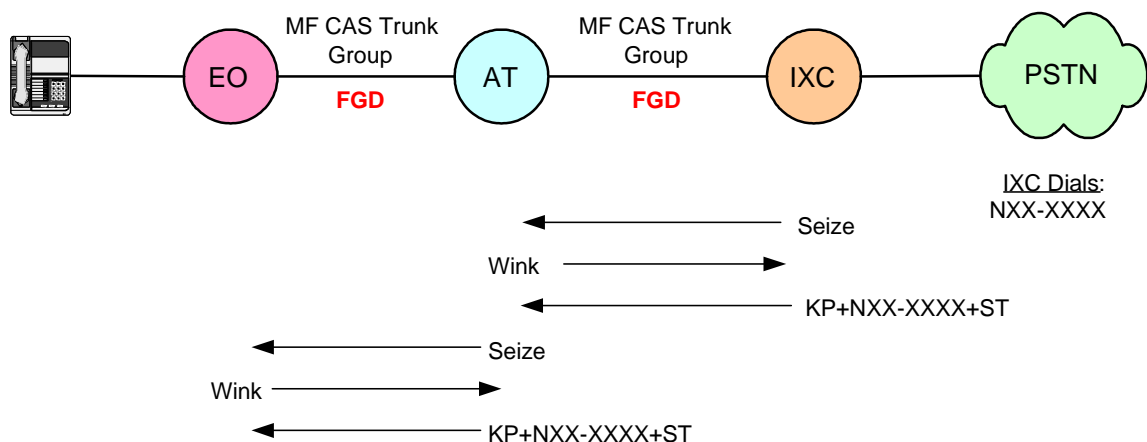 MF CAS Trunk
Group
MF CAS Trunk
Group
EO
AT
IXC
PSTN
FGD
FGD
IXC Dials:
NXX-XXXX
Seize
Wink
KP+NXX-XXXX+ST
Seize
Wink
KP+NXX-XXXX+ST